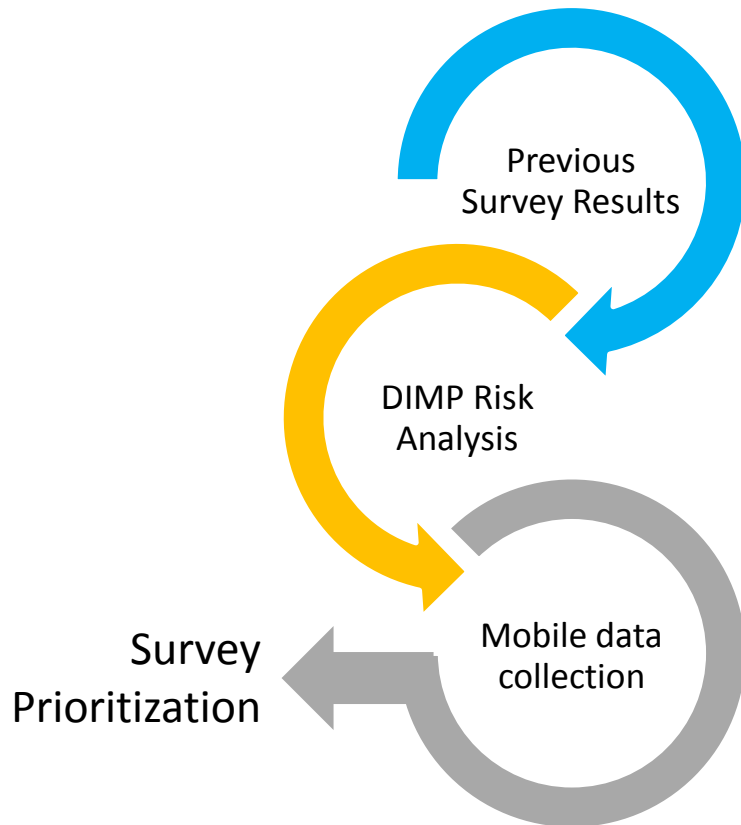 Previous
Survey Results
DIMP Risk
Analysis
Mobile data
collection
Survey
Prioritization